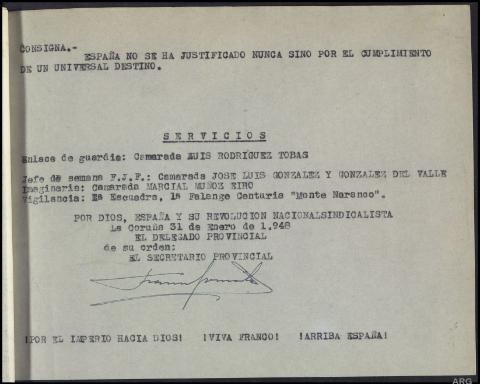 CONSIGNA.-
ESPAÑA NO SE HA JUSTIFICADO NUNCA SINO POR EL CUMPLIMIENTO
DE UN UNIVERSAL DESTINO.
SERVICIOS
Enlace de guardia: Camarada LUIS RODRÍGUEZ TOBAS
Jefe de semana F.J.F.: Camarada JOSE LUIS GONZALEZ Y GONZALEZ DEL VALLE
Imaginaria: Camarada MARCIAL MUÑOZ EIRO
Vigilancia: Escuadra, 1ª Falange Centuria "Monte Naranco".
POR DIOS, ESPAÑA Y SU REVOLUCION NACIONALSINDICALISTA
La Coruña 31 de Enero de 1.948
EL DELEGADO PROVINCIAL
de su orden:
EL SECRETARIO PROVINCIAL
¡POR EL IMPERIO HACIA DIOS! ¡VIVA FRANCO! ¡ARRIBA ESPAÑA!
ARG